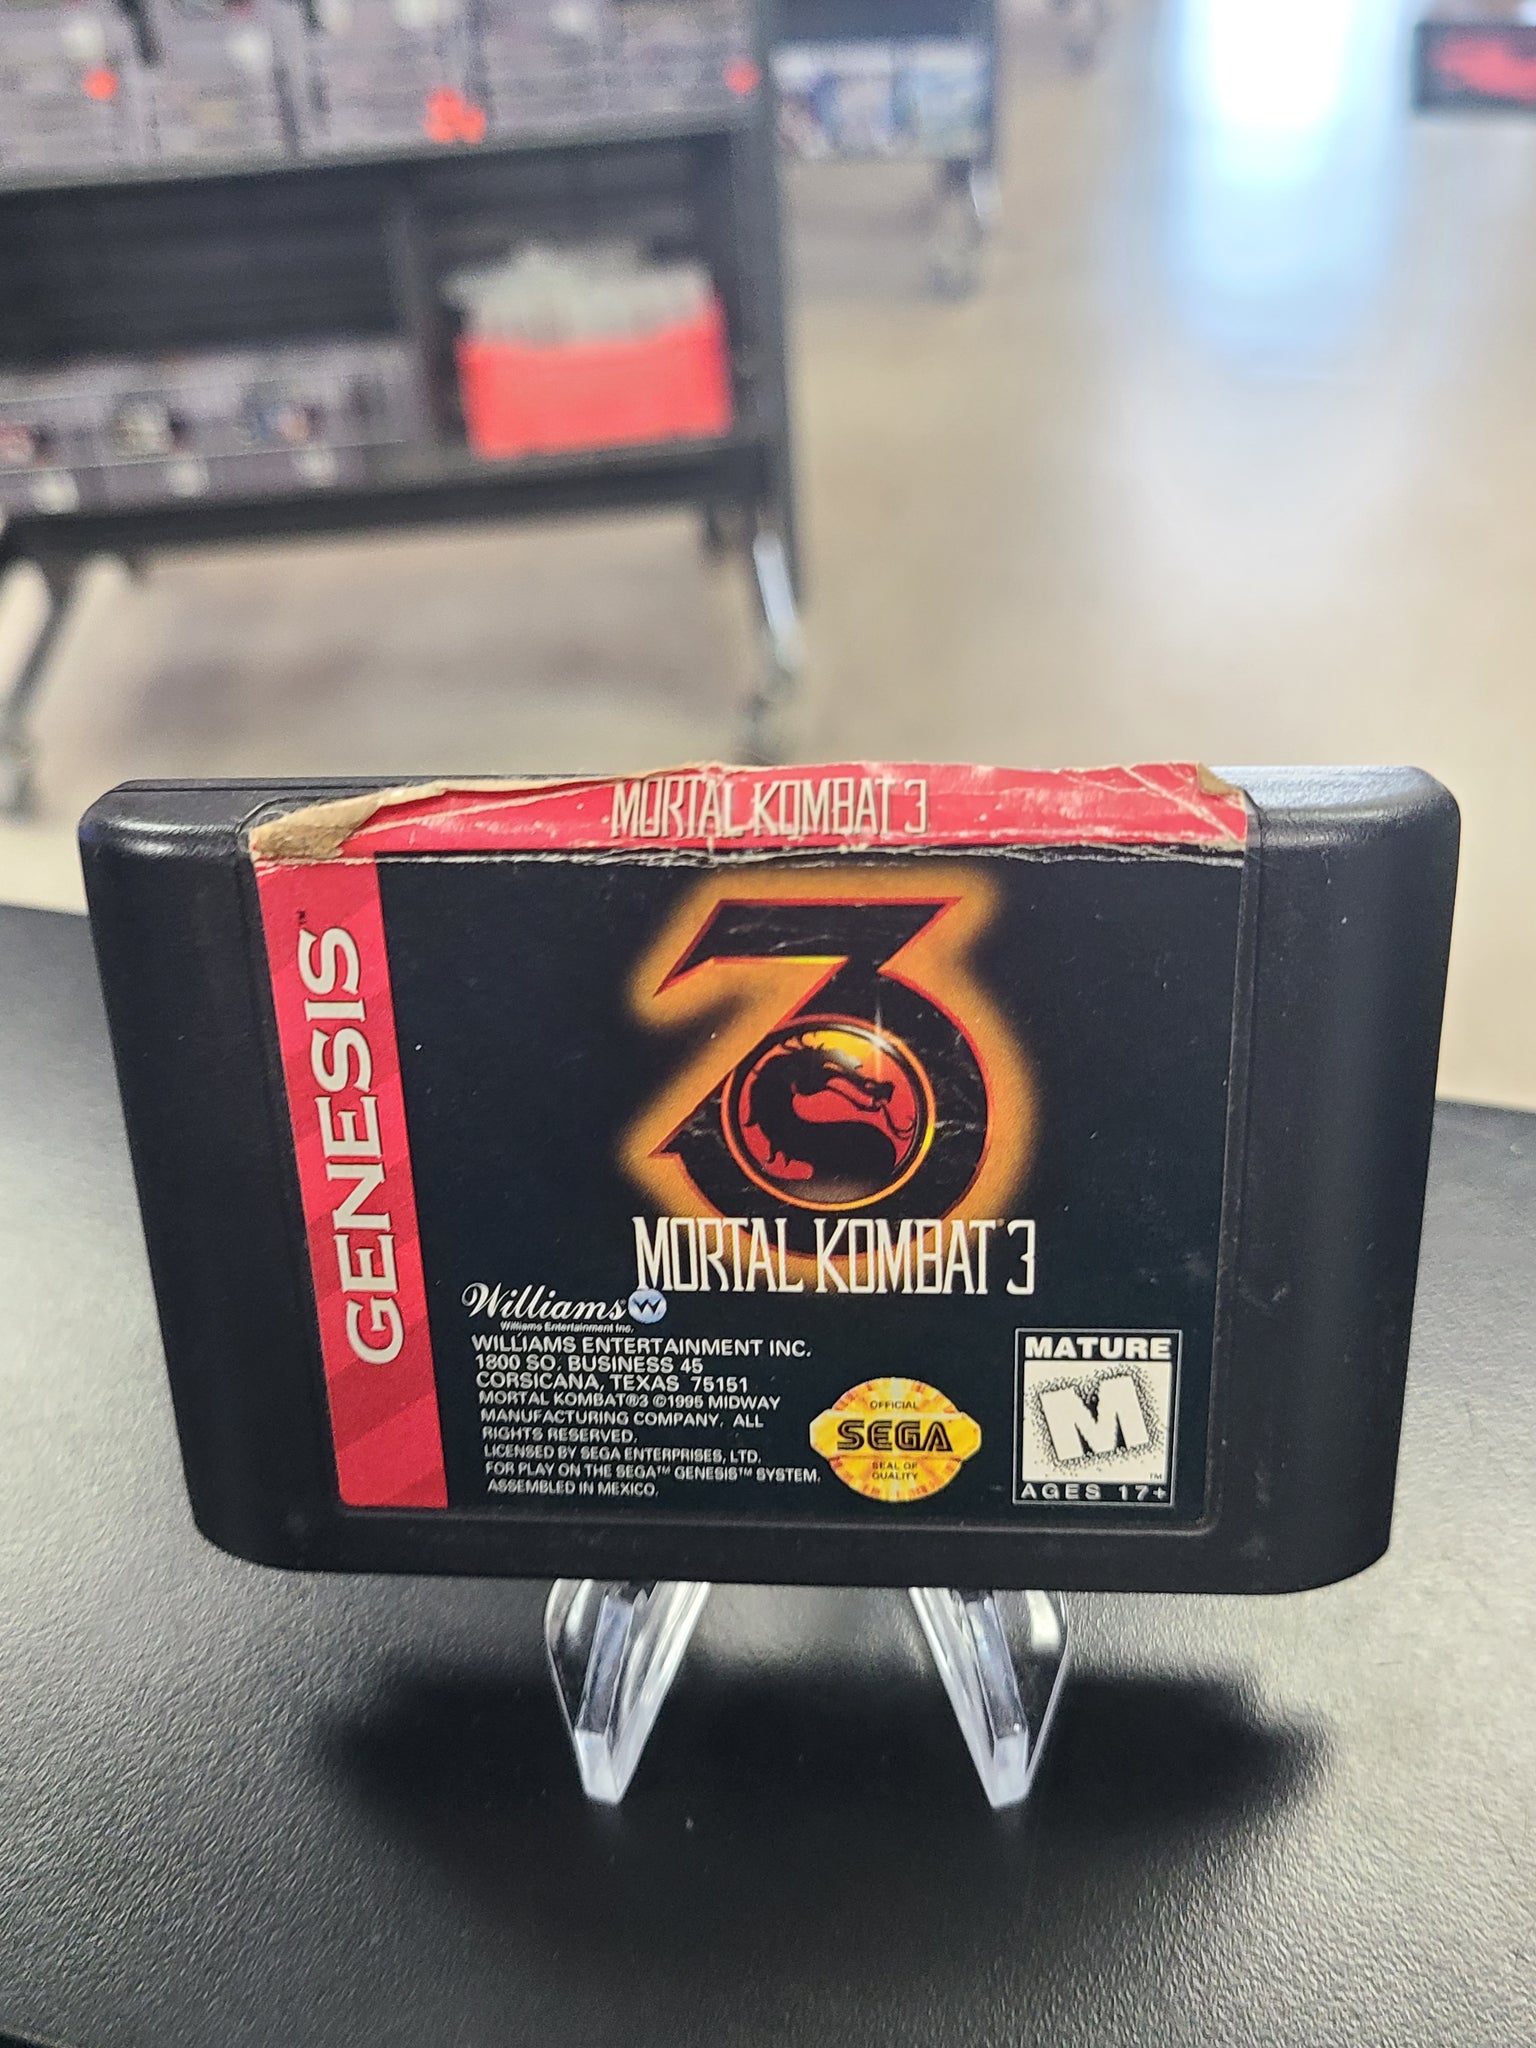 MORTAL KOMBAT 3
GENESIS™
MORTAL KOMBAT® 3
Williams® W
Williams Entertainment Inc.
WILLIAMS ENTERTAINMENT INC.
1800 SO. BUSINESS 45
CORSICANA, TEXAS 75151
MORTAL KOMBAT®3 ©1995 MIDWAY
MANUFACTURING COMPANY. ALL
RIGHTS RESERVED.
LICENSED BY SEGA ENTERPRISES, LTD.
FOR PLAY ON THE SEGA™ GENESIS™ SYSTEM.
ASSEMBLED IN MEXICO.
OFFICIAL
SEGA
SEAL OF
QUALITY
MATURE
M
™
AGES 17+